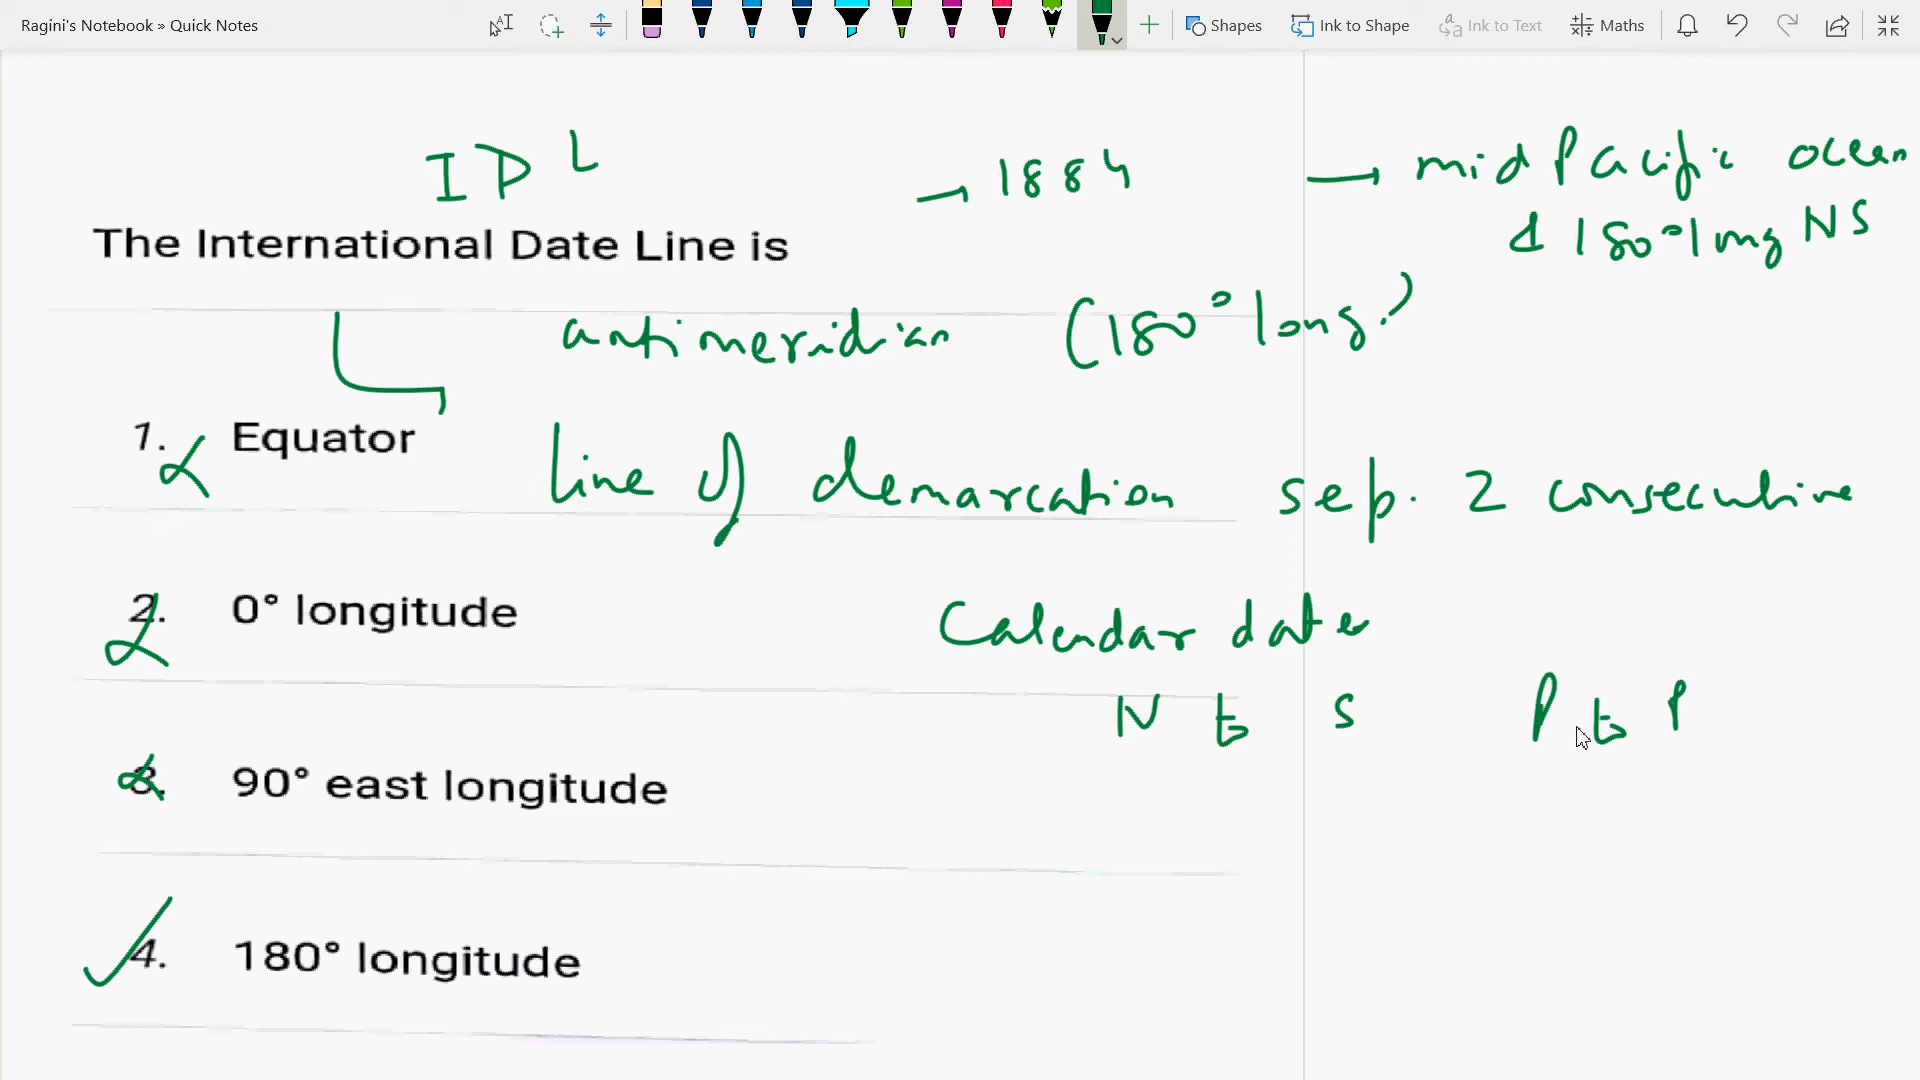 Ragini's Notebook » Quick Notes
Shapes Ink to Shape Ink to Text Maths
IDL → 1884 → mid Pacific ocean
& 180° long NS
The International Date Line is
antimeridian (180° long.)
1. Equator
line of demarcation sep. 2 consecutive
2. 0° longitude
Calendar dates
N to S P to P
3. 90° east longitude
4. 180° longitude